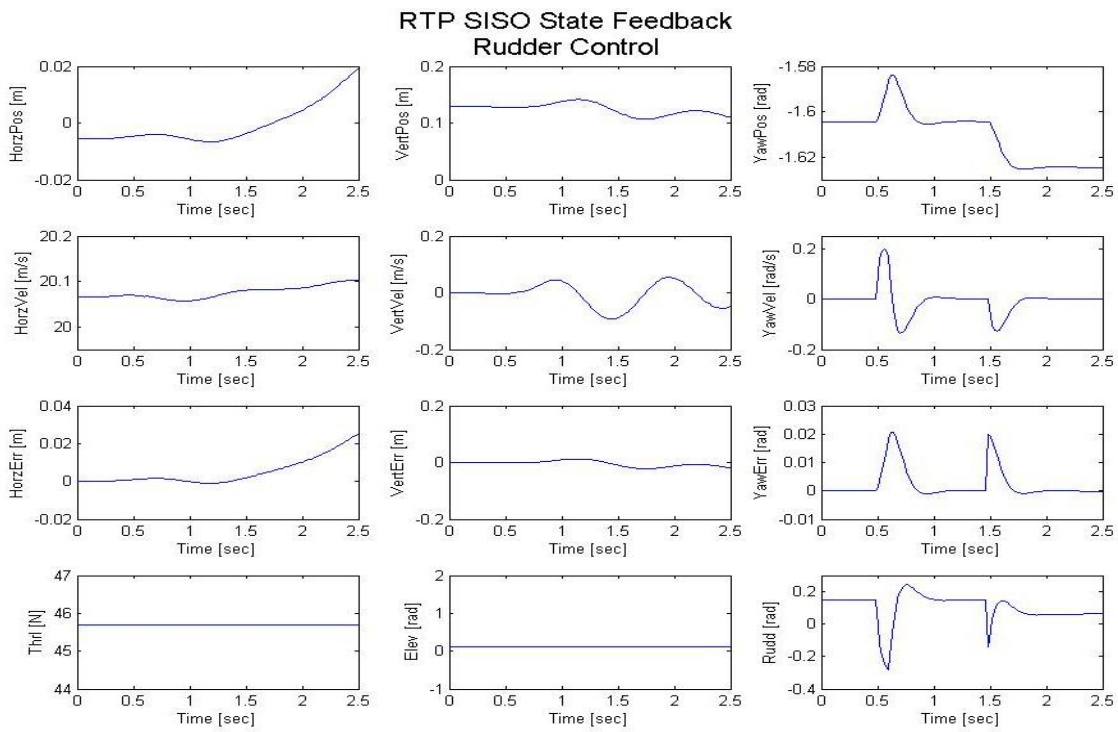 RTP SISO State Feedback
Rudder Control
HorzPos [m]
0.02
0
-0.02
0 0.5 1 1.5 2 2.5
Time [sec]
VertPos [m]
0.2
0.1
0
0 0.5 1 1.5 2 2.5
Time [sec]
YawPos [rad]
-1.58
-1.6
-1.62
0 0.5 1 1.5 2 2.5
Time [sec]
HorzVel [m/s]
20.2
20.1
20
0 0.5 1 1.5 2 2.5
Time [sec]
VertVel [m/s]
0.2
0
-0.2
0 0.5 1 1.5 2 2.5
Time [sec]
YawVel [rad/s]
0.2
0
-0.2
0 0.5 1 1.5 2 2.5
Time [sec]
HorzErr [m]
0.04
0.02
0
-0.02
0 0.5 1 1.5 2 2.5
Time [sec]
VertErr [m]
0.2
0
-0.2
0 0.5 1 1.5 2 2.5
Time [sec]
YawErr [rad]
0.03
0.02
0.01
0
-0.01
0 0.5 1 1.5 2 2.5
Time [sec]
47
46
45
44
0 0.5 1 1.5 2 2.5
Time [sec]
Elev [rad]
2
1
0
-1
0 0.5 1 1.5 2 2.5
Time [sec]
Rudd [rad]
0.2
0
-0.2
-0.4
0 0.5 1 1.5 2 2.5
Time [sec]